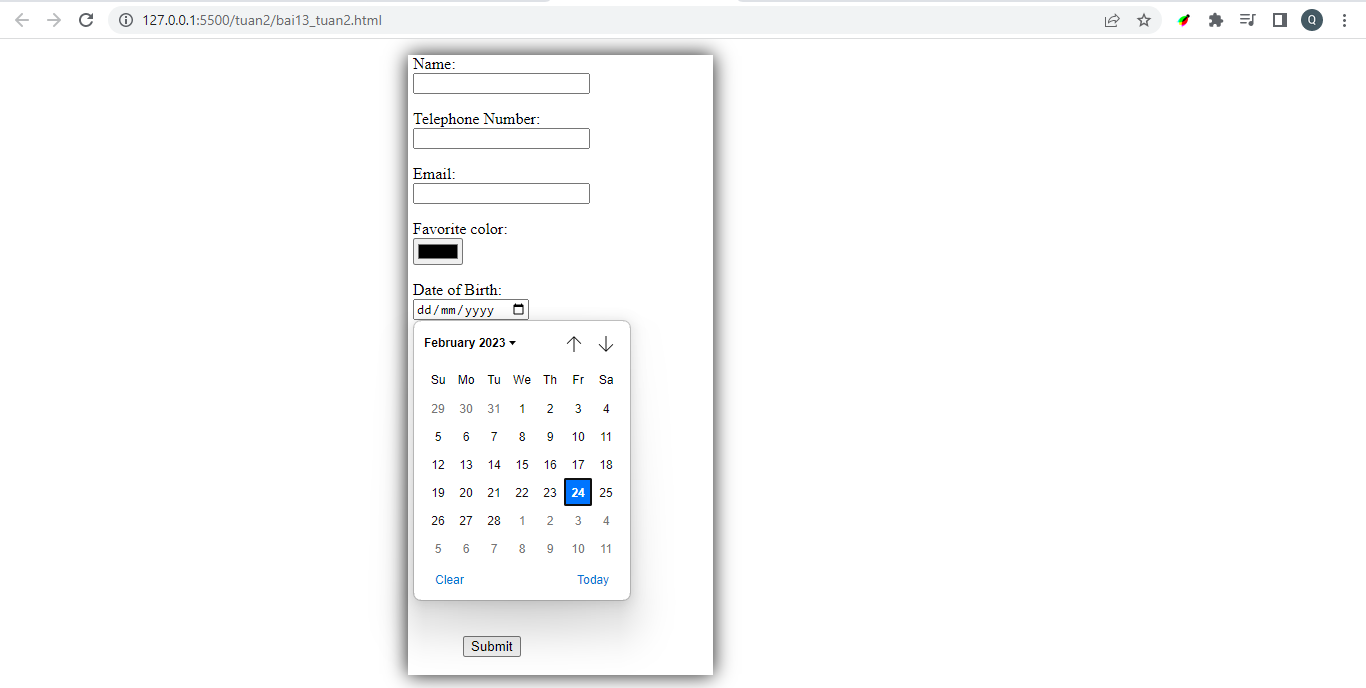 127.0.0.1:5500/tuan2/bai13_tuan2.html
Q
Name:
Telephone Number:
Email:
Favorite color:
Date of Birth:
dd/mm/yyyy
February 2023
Su Mo Tu We Th Fr Sa
29 30 31 1 2 3 4
5 6 7 8 9 10 11
12 13 14 15 16 17 18
19 20 21 22 23 24 25
26 27 28 1 2 3 4
5 6 7 8 9 10 11
Clear Today
Submit